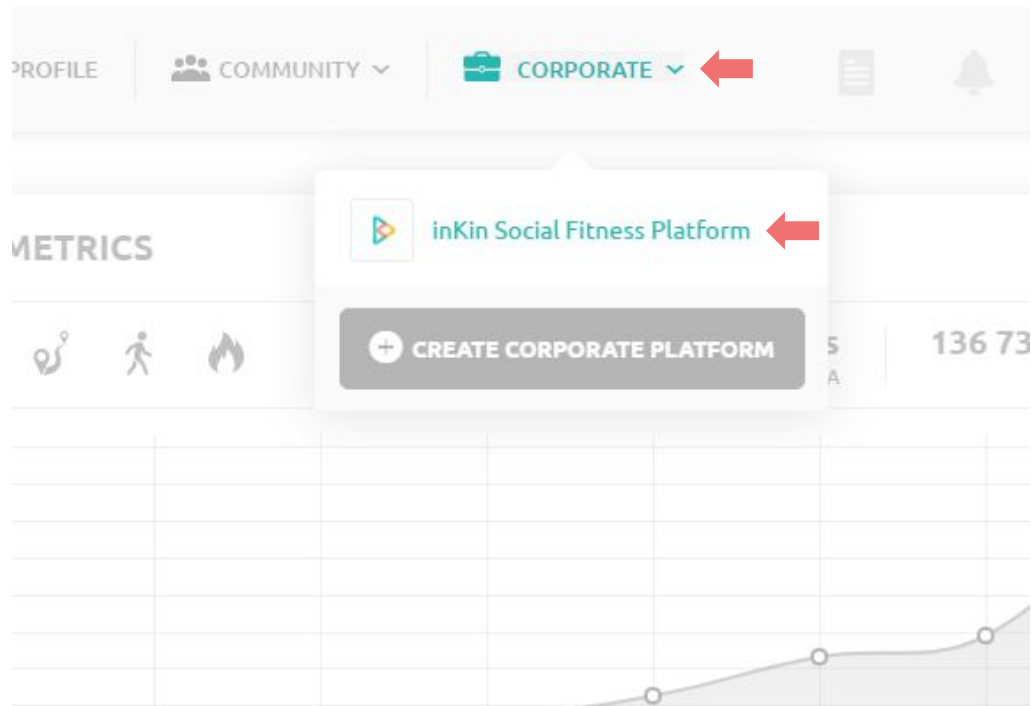 PROFILE
COMMUNITY
CORPORATE
inKin Social Fitness Platform
METRICS
CREATE CORPORATE PLATFORM
136 73